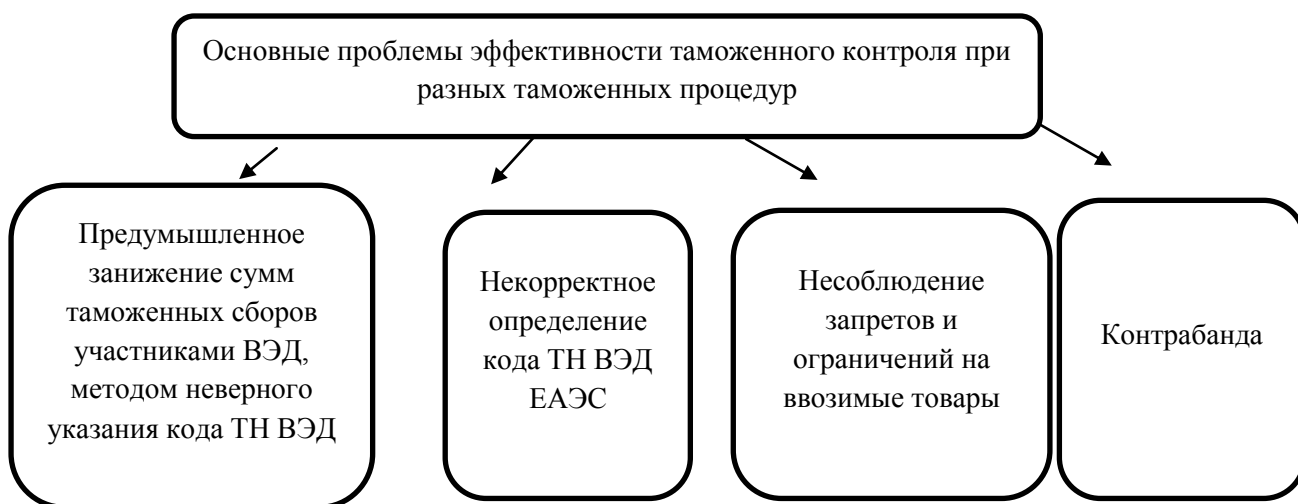 Основные проблемы эффективности таможенного контроля при
разных таможенных процедур
Предумышленное
занижение сумм
таможенных сборов
участниками ВЭД,
методом неверного
указания кода ТН ВЭД
Некорректное
определение
кода ТН ВЭД
ЕАЭС
Несоблюдение
запретов и
ограничений на
ввозимые товары
Контрабанда